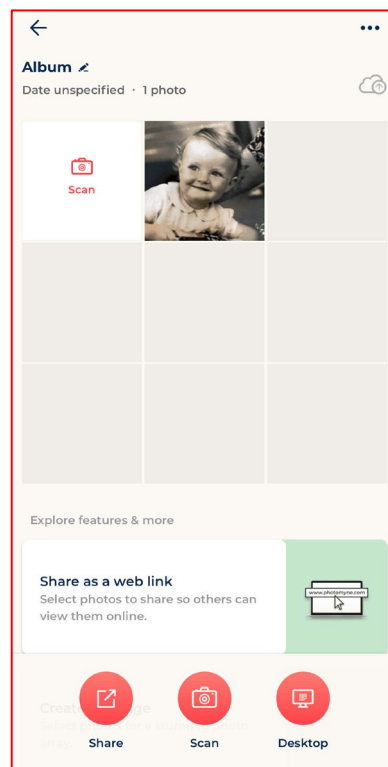 Album
Date unspecified · 1 photo
Scan
Explore features & more
Share as a web link
Select photos to share so others can
view them online.
www.photomyne.com
Share
Scan
Desktop